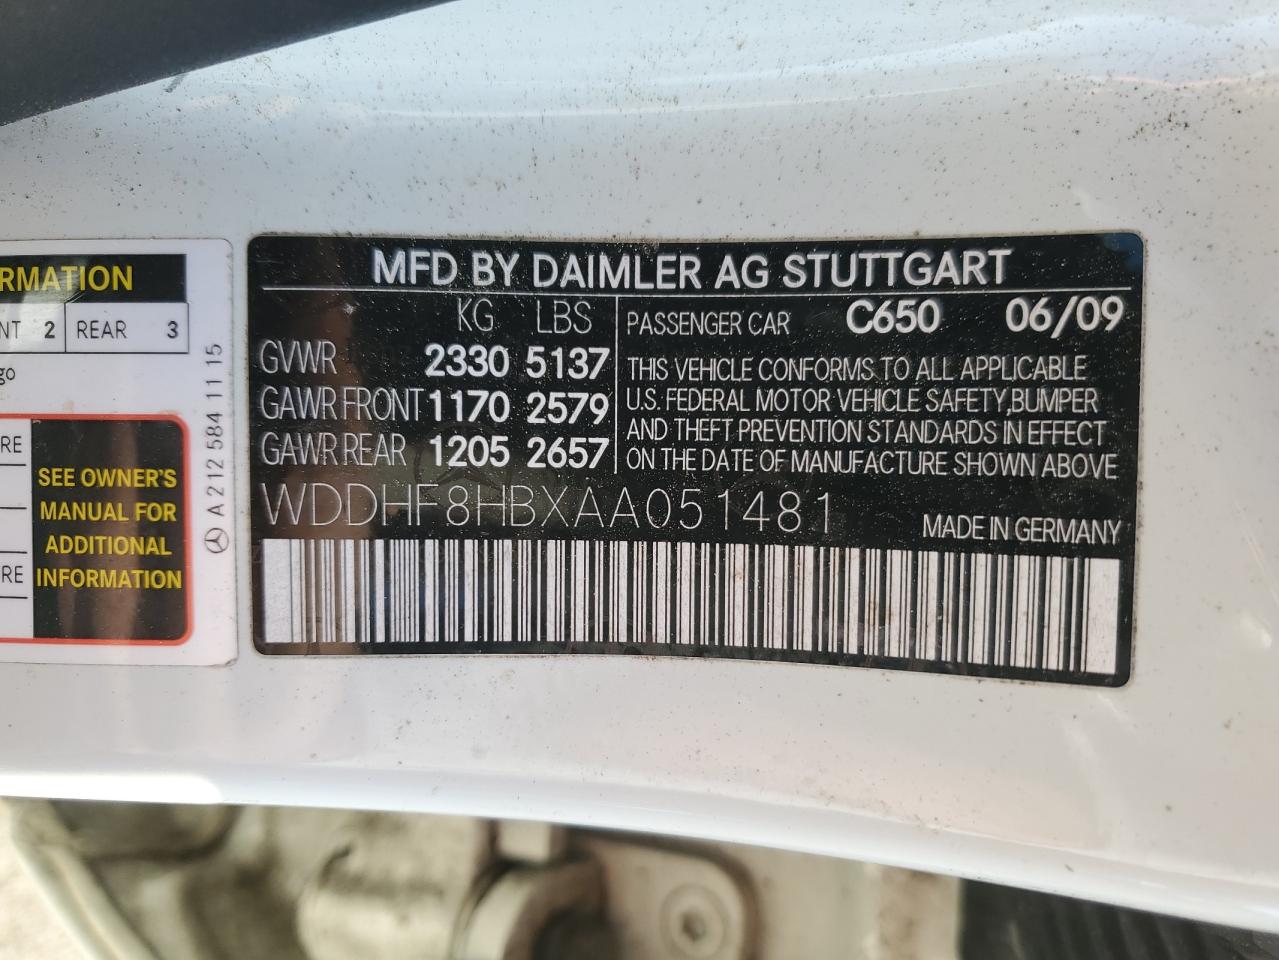 RMATION
NT 2 REAR 3
go
RE
RE
SEE OWNER'S
MANUAL FOR
ADDITIONAL
INFORMATION
A 212 584 11 15
MFD BY DAIMLER AG STUTTGART
KG LBS
GVWR 2330 5137
GAWR FRONT 1170 2579
GAWR REAR 1205 2657
PASSENGER CAR C650 06/09
THIS VEHICLE CONFORMS TO ALL APPLICABLE
U.S. FEDERAL MOTOR VEHICLE SAFETY,BUMPER
AND THEFT PREVENTION STANDARDS IN EFFECT
ON THE DATE OF MANUFACTURE SHOWN ABOVE
WDDHF8HBXAA051481
MADE IN GERMANY